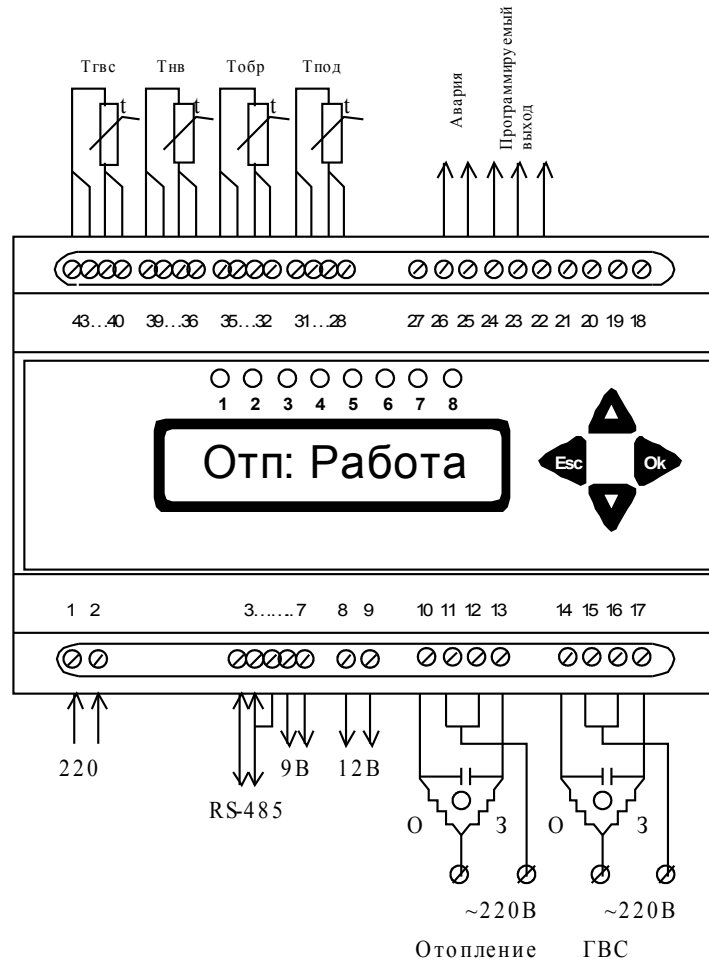 Тгвс Тнв Тобр Тпод
Авария
Программируемый
выход
t t t t
43...40 39...36 35...32 31...28 27 26 25 24 23 22 21 20 19 18
1 2 3 4 5 6 7 8
Отп: Работа
Esc Ok
1 2 3........7 8 9 10 11 12 13 14 15 16 17
220 9В 12В
RS-485
О З О З
~220В ~220В
Отопление ГВС